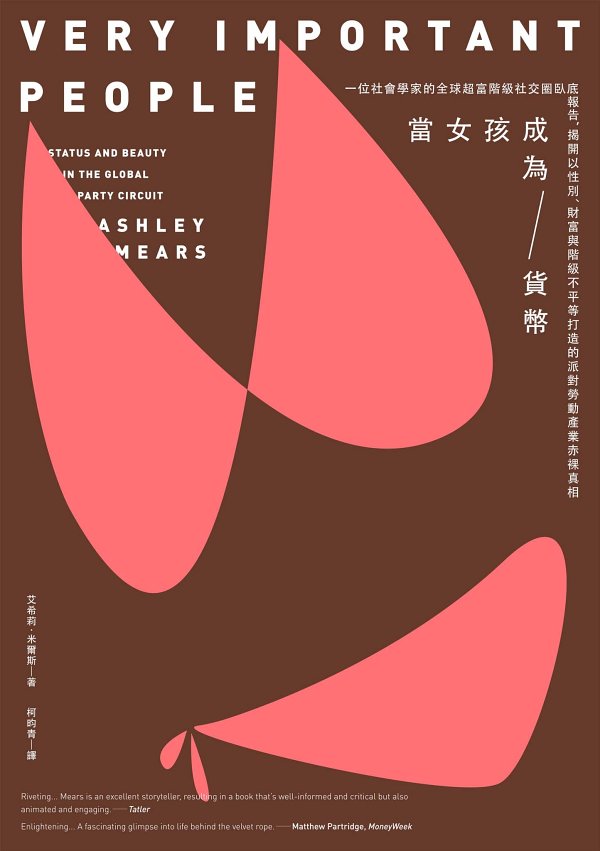 VERY IMPORTANT
PEOPLE
STATUS AND BEAUTY
IN THE GLOBAL
PARTY CIRCUIT
ASHLEY
MEARS
一位社會學家的全球超富階級社交圈臥底
報告，揭開以性別、財富與階級不平等打造的派對勞動產業赤裸真相
當女孩成
為——貨幣
艾希莉·米爾斯—著
柯昀青—譯
Riveting... Mears is an excellent storyteller, resulting in a book that's well-informed and critical but also
animated and engaging. —— Tatler
Enlightening... A fascinating glimpse into life behind the velvet rope. —— Matthew Partridge, MoneyWeek